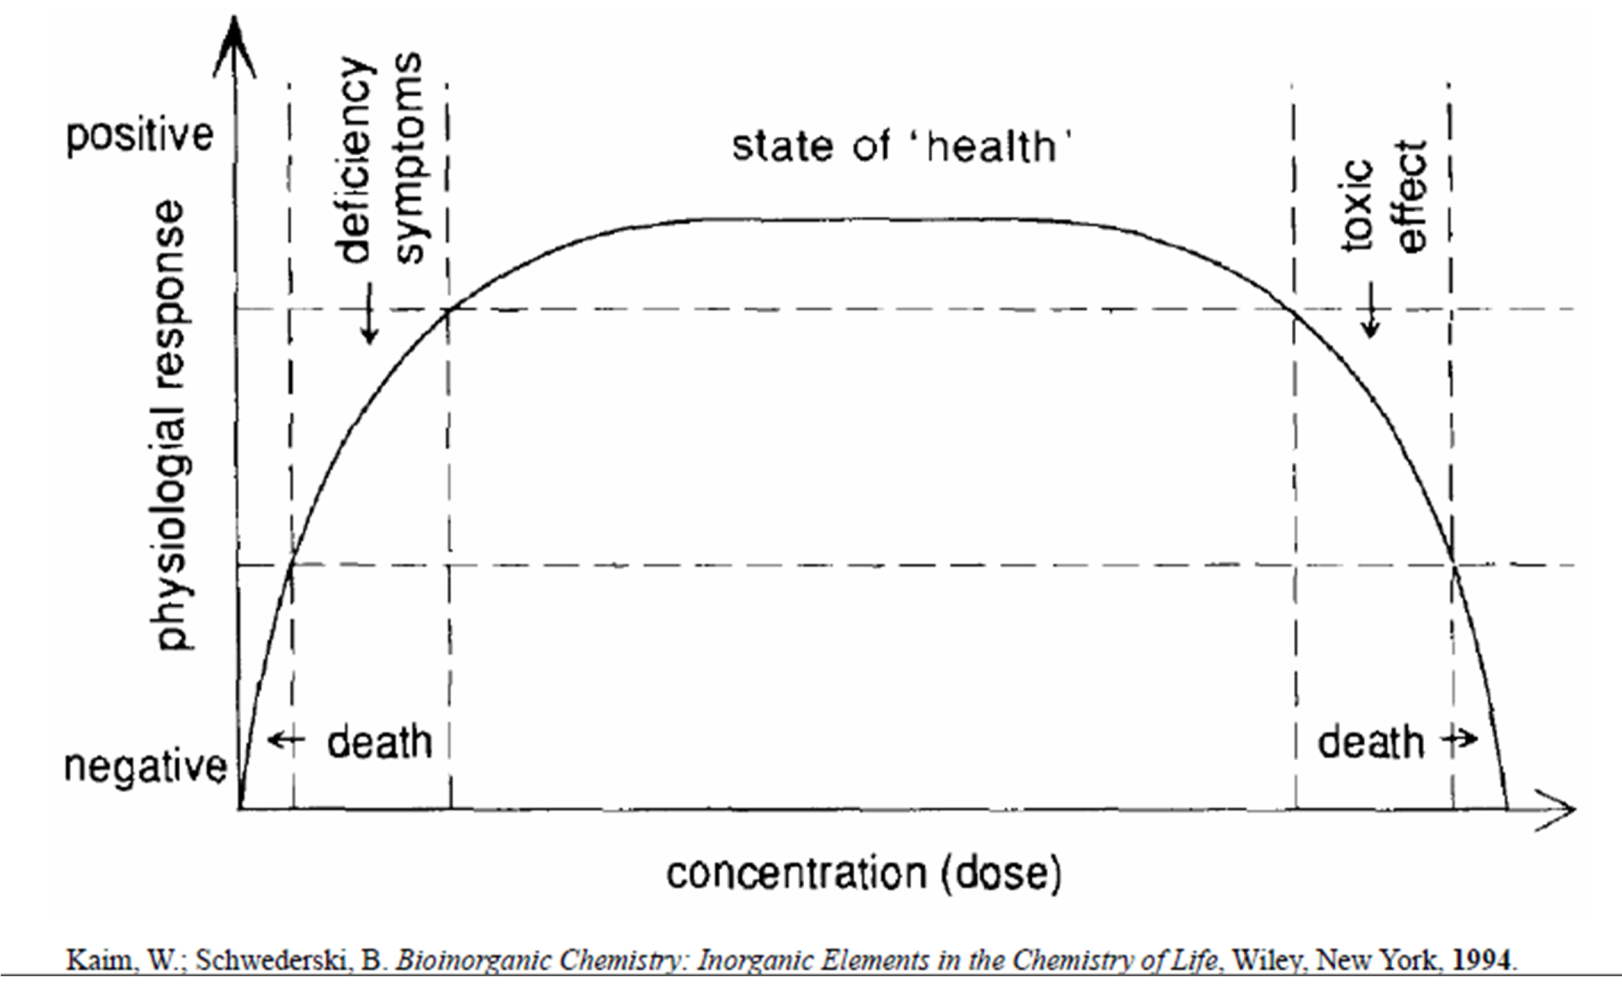 positive
deficiency
symptoms
state of 'health'
toxic
effect
physiologial response
negative
death
death
concentration (dose)
Kaim, W.; Schwederski, B. Bioinorganic Chemistry: Inorganic Elements in the Chemistry of Life, Wiley, New York, 1994.